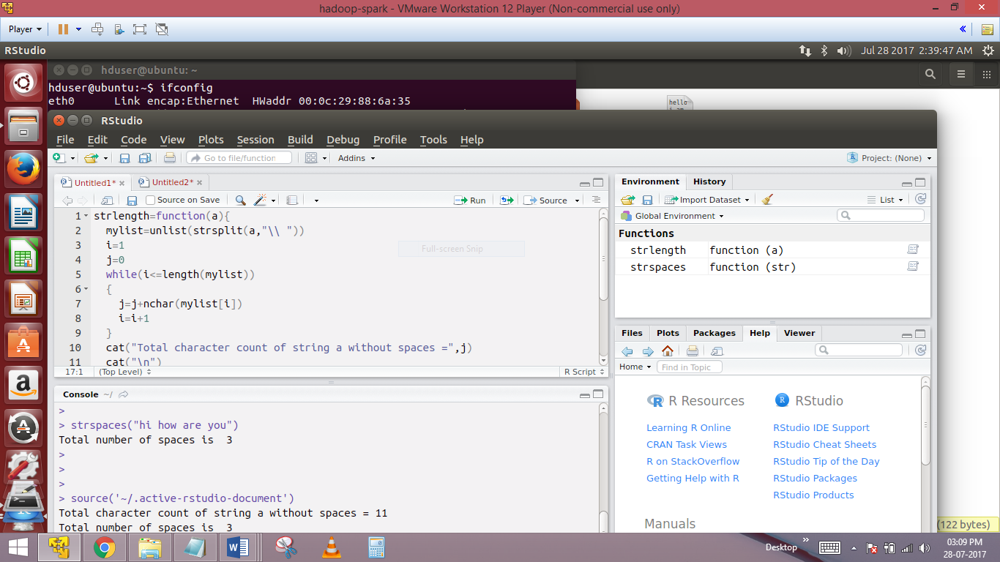 hadoop-spark - VMware Workstation 12 Player (Non-commercial use only)
Player
RStudio
Jul 28 2017 2:39:47 AM
hduser@ubuntu: ~
hduser@ubuntu:~$ ifconfig
eth0 Link encap:Ethernet HWaddr 00:0c:29:88:6a:35
hello
RStudio
File Edit Code View Plots Session Build Debug Profile Tools Help
Go to file/function Addins Project: (None)
Untitled1* Untitled2*
Source on Save Run Source
1 strlength=function(a){
2 mylist=unlist(strsplit(a,"\\ "))
3 i=1
4 j=0
5 while(i<=length(mylist))
6 {
7 j=j+nchar(mylist[i])
8 i=i+1
9 }
10 cat("Total character count of string a without spaces =",j)
11 cat("\n")
Full-screen Snip
17:1 (Top Level) R Script
Console ~/
>
> strspaces("hi how are you")
Total number of spaces is 3
>
>
>
> source('~/.active-rstudio-document')
Total character count of string a without spaces = 11
Total number of spaces is 3
Environment History
Import Dataset List
Global Environment
Functions
strlength function (a)
strspaces function (str)
Files Plots Packages Help Viewer
Home Find in Topic
R Resources RStudio
Learning R Online RStudio IDE Support
CRAN Task Views RStudio Cheat Sheets
R on StackOverflow RStudio Tip of the Day
Getting Help with R RStudio Packages
RStudio Products
Manuals
(122 bytes)
Desktop
03:09 PM
28-07-2017